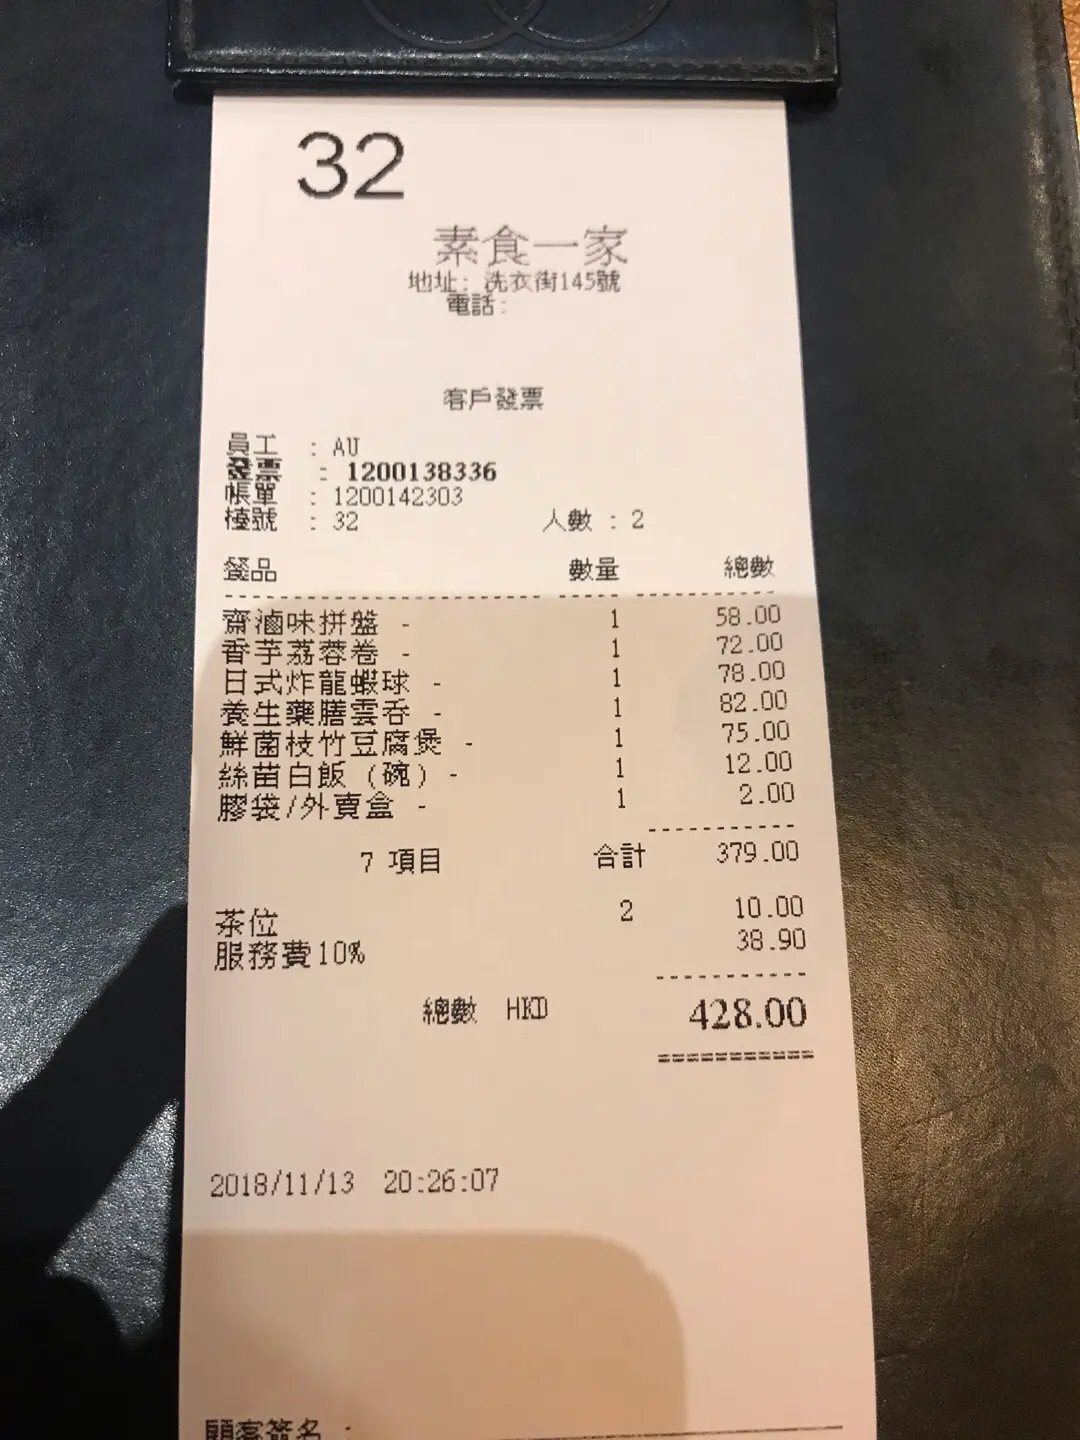 32
素食一家
地址: 洗衣街145號
電話:
客戶發票
員工 : AU
發票 : 1200138336
帳單 : 1200142303
檯號 : 32 人數 : 2
餐品 數量 總數
齋滷味拼盤 - 1 58.00
香芋荔蓉卷 - 1 72.00
日式炸龍蝦球 - 1 78.00
養生藥膳雲吞 - 1 82.00
鮮菌枝竹豆腐煲 - 1 75.00
絲苗白飯 (碗) - 1 12.00
膠袋/外賣盒 - 1 2.00
7 項目 合計 379.00
茶位 2 10.00
服務費10% 38.90
總數 HKD 428.00
2018/11/13 20:26:07
顧客簽名 :